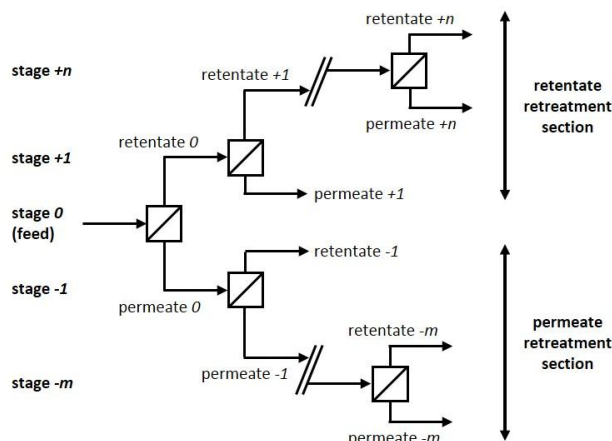 retentate +n
stage +n
retentate +1
retentate
retreatment
section
permeate +n
retentate 0
stage +1
permeate +1
stage 0
(feed)
retentate -1
stage -1
permeate 0
retentate -m
permeate
retreatment
section
permeate -1
stage -m
permeate -m